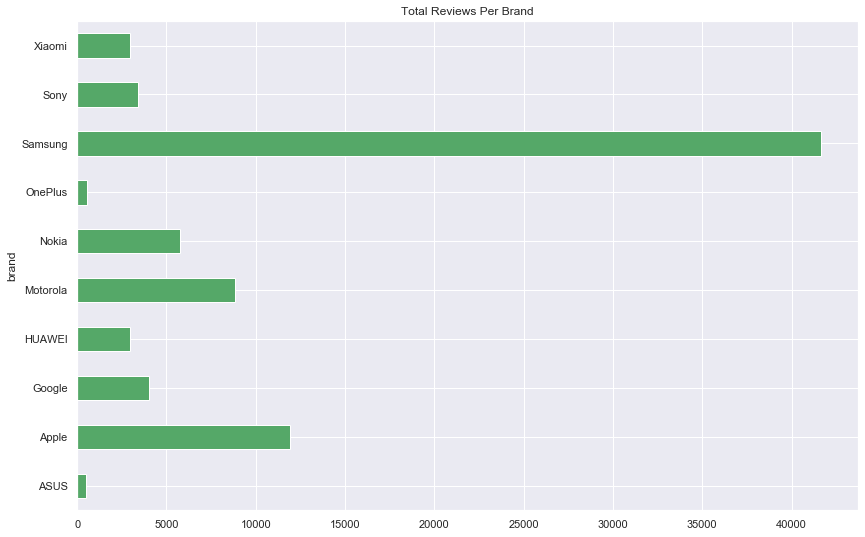 Total Reviews Per Brand
Xiaomi
Sony
Samsung
OnePlus
Nokia
Motorola
HUAWEI
Google
Apple
ASUS
brand
0 5000 10000 15000 20000 25000 30000 35000 40000